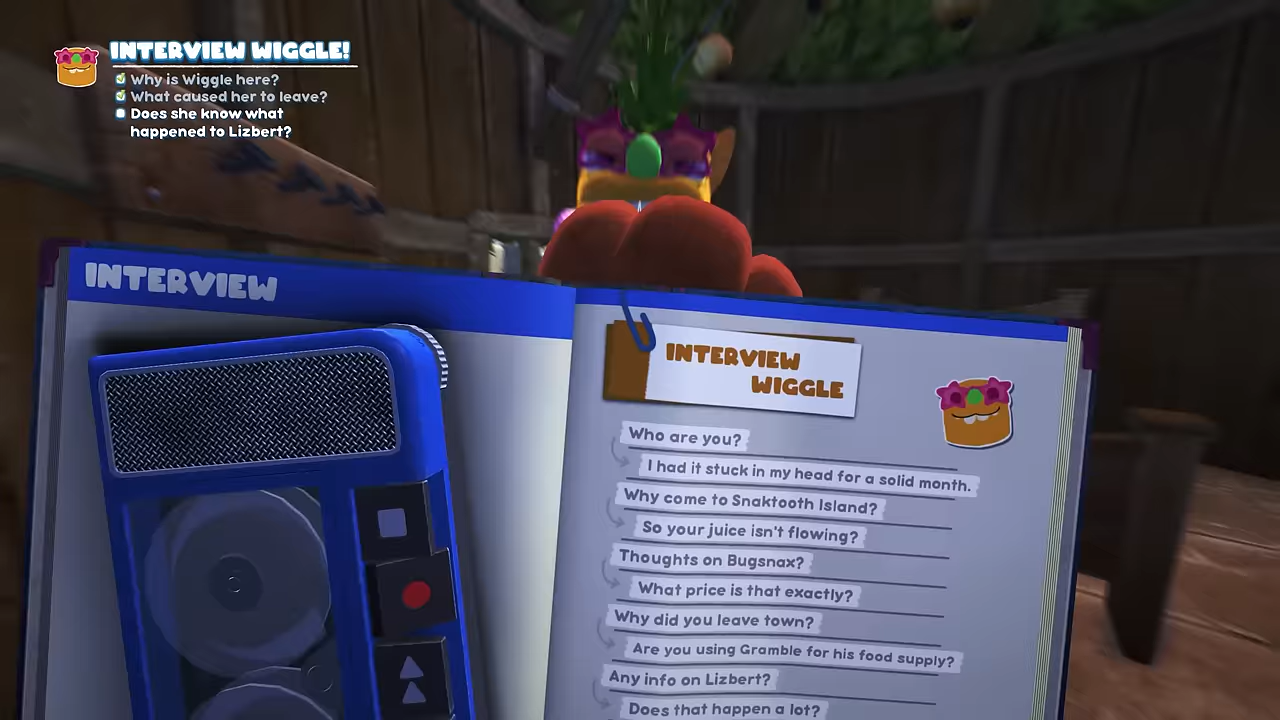 INTERVIEW WIGGLE!
Why is Wiggle here?
What caused her to leave?
Does she know what
happened to Lizbert?
INTERVIEW
INTERVIEW
WIGGLE
Who are you?
I had it stuck in my head for a solid month.
Why come to Snaktooth Island?
So your juice isn't flowing?
Thoughts on Bugsnax?
What price is that exactly?
Why did you leave town?
Are you using Gramble for his food supply?
Any info on Lizbert?
Does that happen a lot?